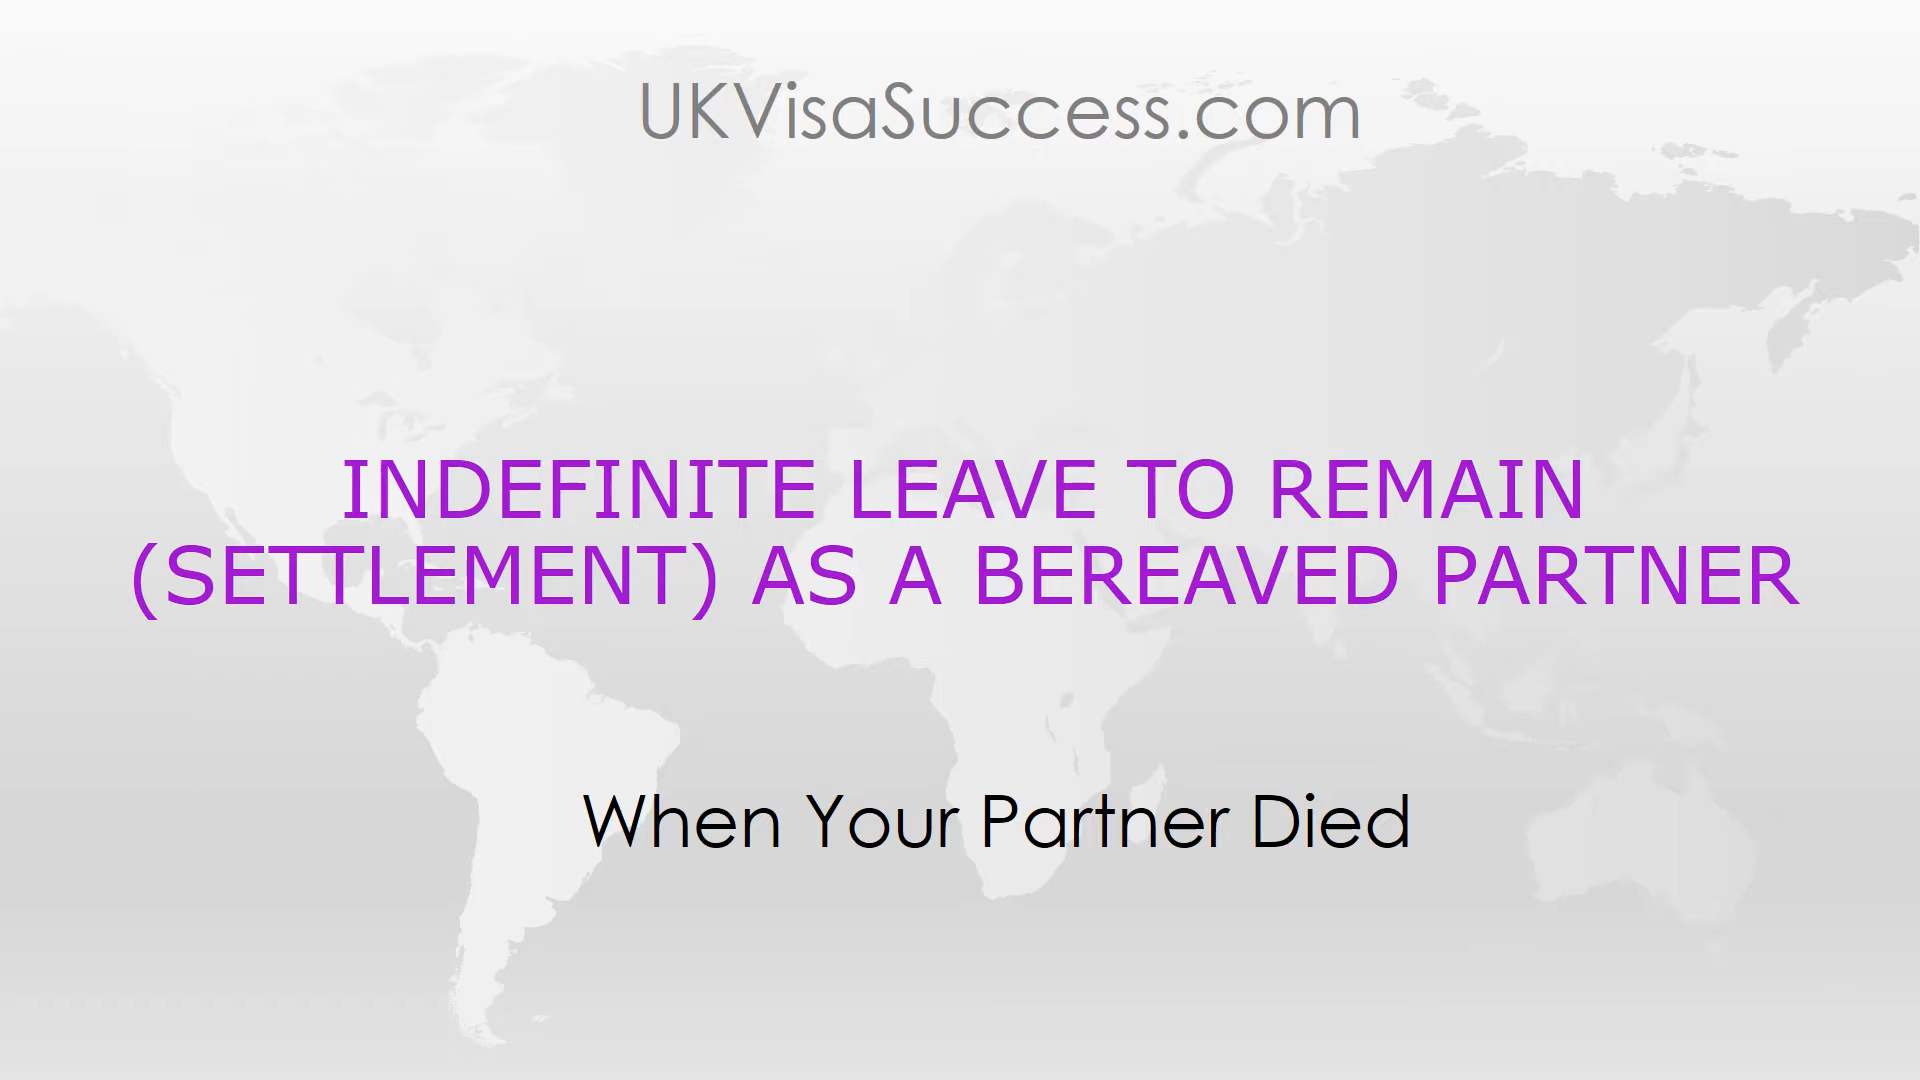 UKVisaSuccess.com
INDEFINITE LEAVE TO REMAIN
(SETTLEMENT) AS A BEREAVED PARTNER
When Your Partner Died